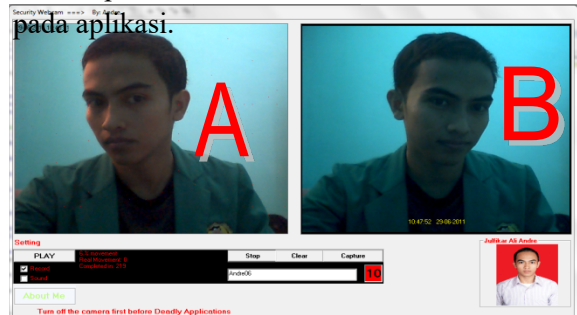 Security Webcam ===> By: Andre
pada aplikasi.
A
B
10:47:52 29-06-2011
Setting
Julfikar Ali Andre
PLAY
Stop
Clear
Capture
Record
Sound
Andre06
10
About Me
Turn off the camera first before Deadly Applications